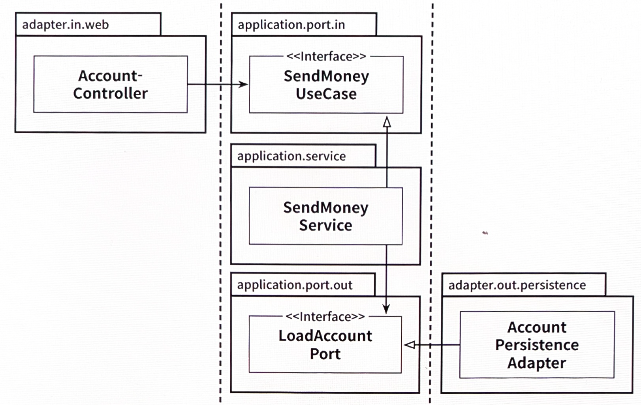 adapter.in.web
Account-
Controller
application.port.in
<<Interface>>
SendMoney
UseCase
application.service
SendMoney
Service
application.port.out
<<Interface>>
LoadAccount
Port
adapter.out.persistence
Account
Persistence
Adapter